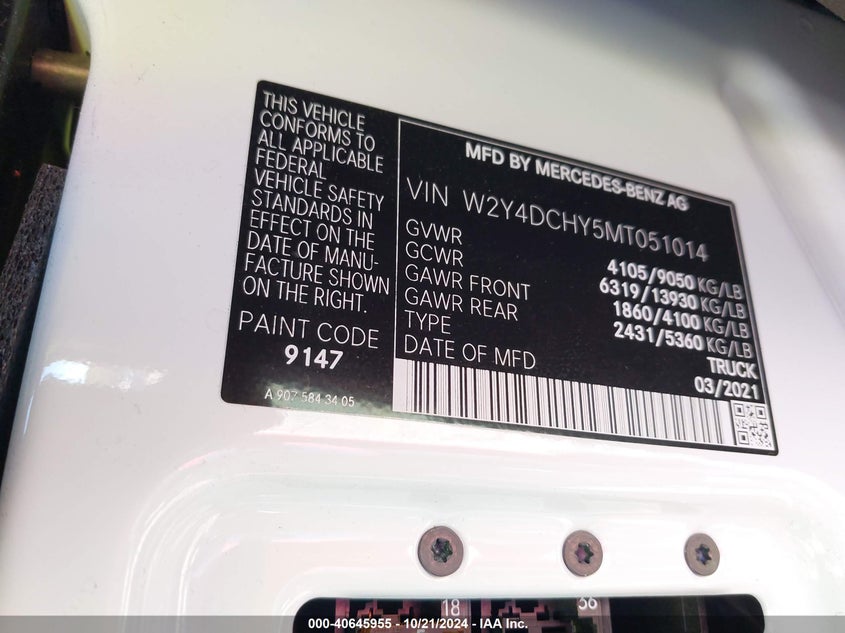 THIS VEHICLE
CONFORMS TO
ALL APPLICABLE
FEDERAL
VEHICLE SAFETY
STANDARDS IN
EFFECT ON THE
DATE OF MANU-
FACTURE SHOWN
ON THE RIGHT.
PAINT CODE
9147
A 907 584 34 05
MFD BY MERCEDES-BENZ AG
VIN W2Y4DCHY5MT051014
GVWR 4105/9050 KG/LB
GCWR 6319/13930 KG/LB
GAWR FRONT 1860/4100 KG/LB
GAWR REAR 2431/5360 KG/LB
TYPE TRUCK
DATE OF MFD 03/2021
18 36
000-40645955 - 10/21/2024 - IAA Inc.